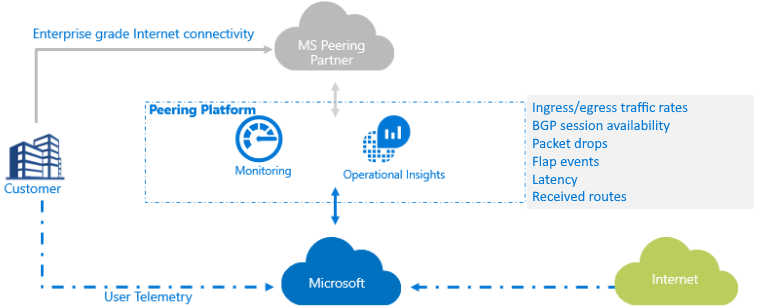 Enterprise grade Internet connectivity
MS Peering
Partner
Peering Platform
Monitoring
Operational Insights
Ingress/egress traffic rates
BGP session availability
Packet drops
Flap events
Latency
Received routes
Customer
User Telemetry
Microsoft
Internet